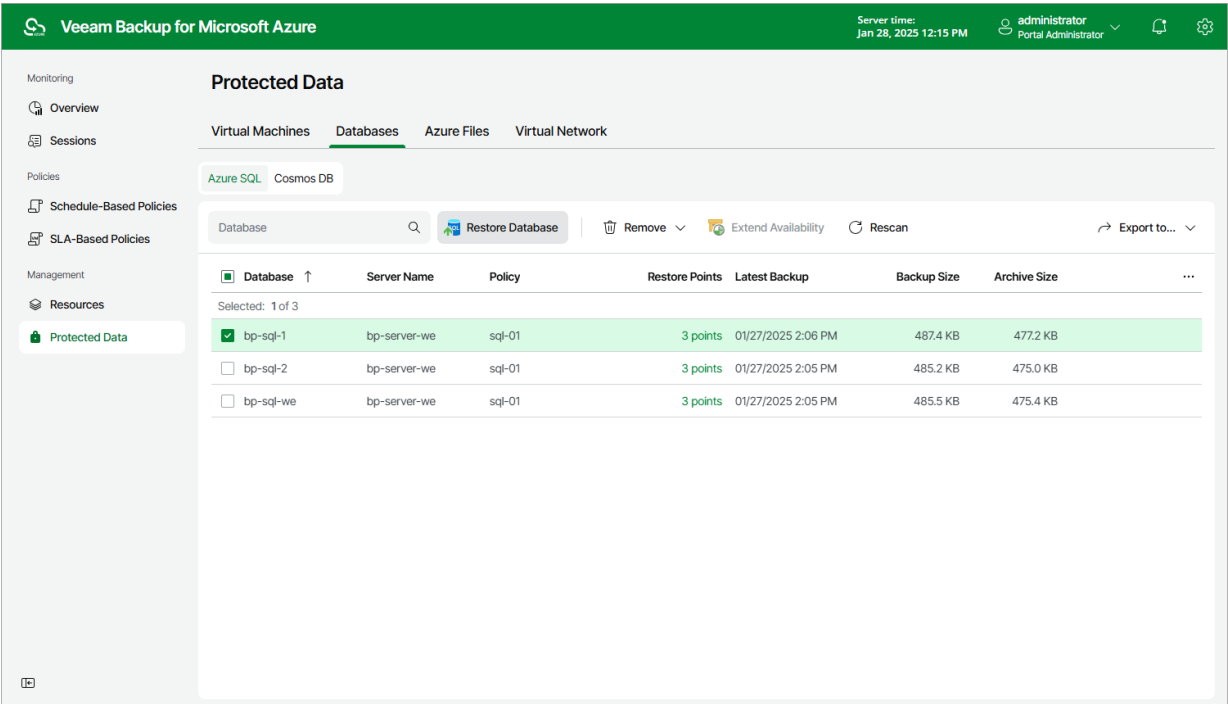 Veeam Backup for Microsoft Azure
Server time:
Jan 28, 2025 12:15 PM
administrator
Portal Administrator
Monitoring
Overview
Sessions
Policies
Schedule-Based Policies
SLA-Based Policies
Management
Resources
Protected Data
Protected Data
Virtual Machines Databases Azure Files Virtual Network
Azure SQL Cosmos DB
Database Restore Database Remove Extend Availability Rescan Export to...
Database Server Name Policy Restore Points Latest Backup Backup Size Archive Size
Selected: 1 of 3
bp-sql-1 bp-server-we sql-01 3 points 01/27/2025 2:06 PM 487.4 KB 477.2 KB
bp-sql-2 bp-server-we sql-01 3 points 01/27/2025 2:05 PM 485.2 KB 475.0 KB
bp-sql-we bp-server-we sql-01 3 points 01/27/2025 2:05 PM 485.5 KB 475.4 KB